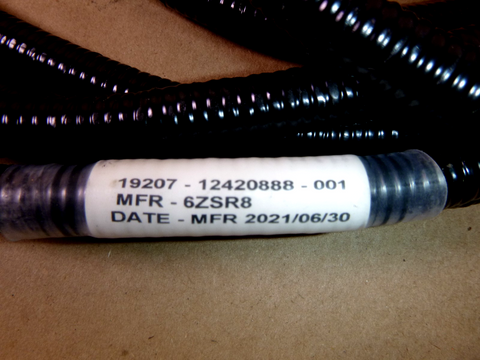 19207 - 12420888 - 001
MFR - 6ZSR8
DATE - MFR 2021/06/30